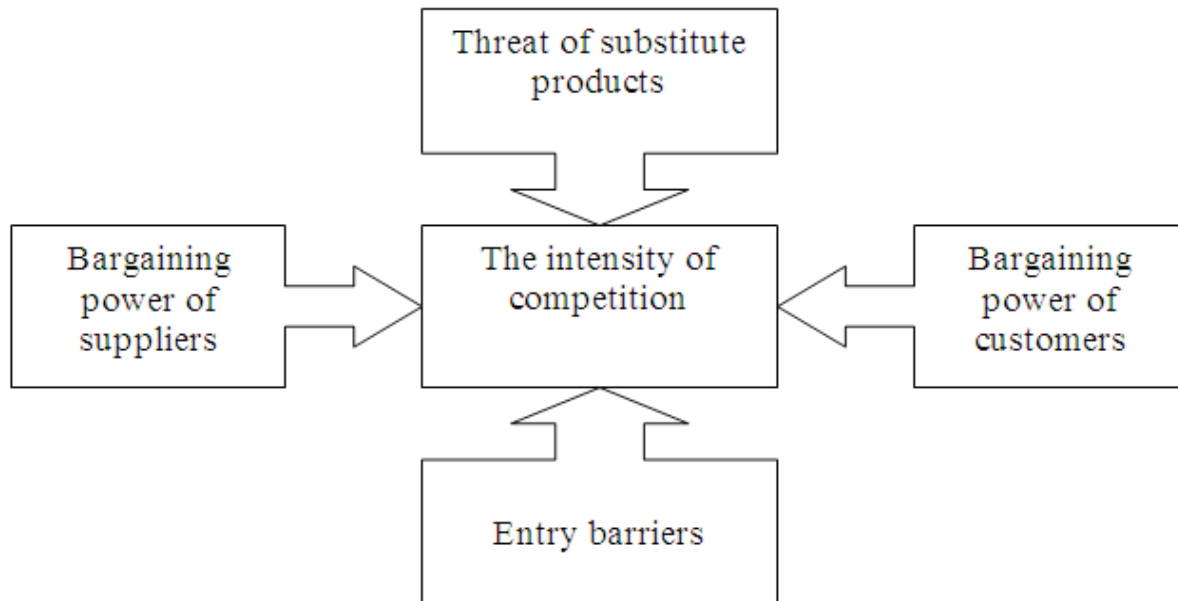 Threat of substitute
products
Bargaining
power of
suppliers
The intensity of
competition
Bargaining
power of
customers
Entry barriers